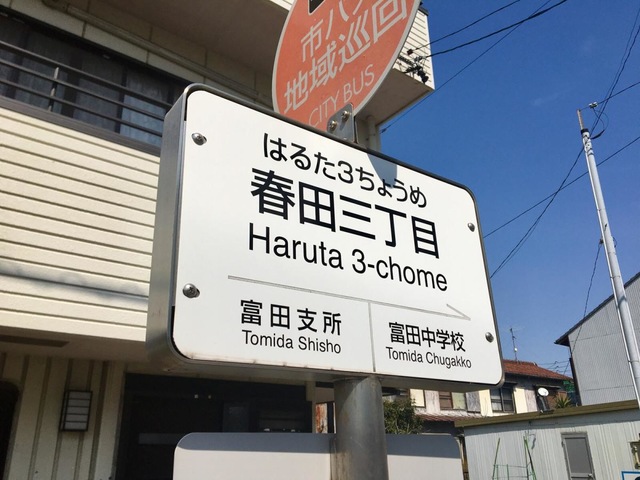 市バス
地域巡回
CITY BUS
はるた3ちょうめ
春田三丁目
Haruta 3-chome
富田支所
Tomida Shisho
富田中学校
Tomida Chugakko